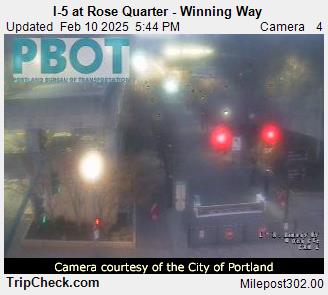 I-5 at Rose Quarter - Winning Way
Updated Feb 10 2025 5:44 PM Camera 4
PBOT
PORTLAND BUREAU OF TRANSPORTATION
Camera courtesy of the City of Portland
TripCheck.com Milepost302.00